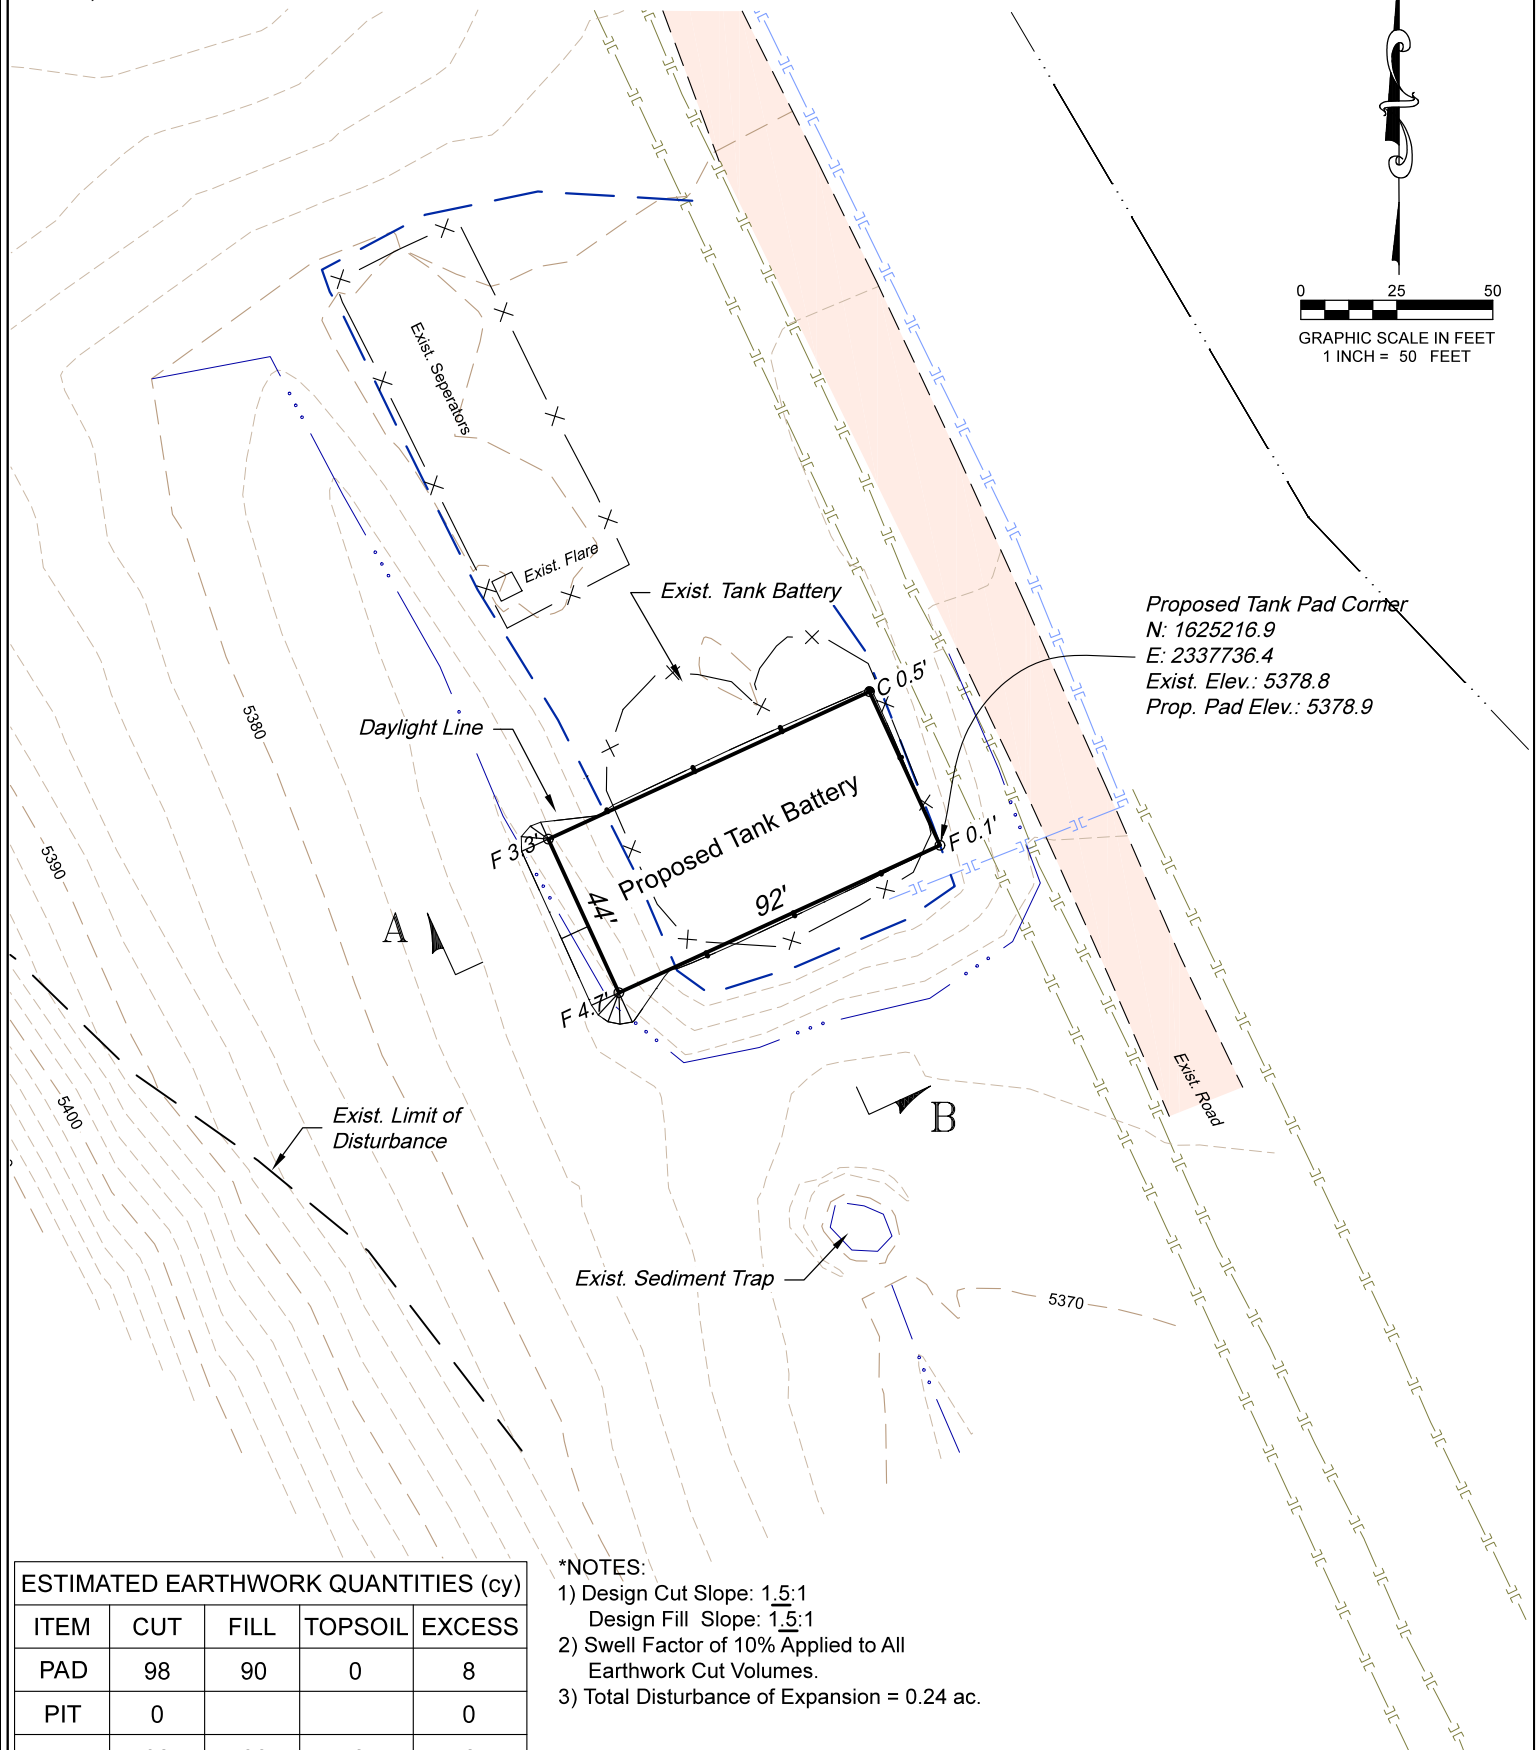 0 25 50
GRAPHIC SCALE IN FEET
1 INCH = 50 FEET
Exist. Seperators
Exist. Flare
Exist. Tank Battery
Proposed Tank Pad Corner
N: 1625216.9
E: 2337736.4
Exist. Elev.: 5378.8
Prop. Pad Elev.: 5378.9
C 0.5'
5380
Daylight Line
Proposed Tank Battery
F 3.3'
F 0.1'
5390
44'
92'
A
F 4.7'
5400
Exist. Limit of
Disturbance
B
Exist. Road
Exist. Sediment Trap
5370
ESTIMATED EARTHWORK QUANTITIES (cy)
ITEM CUT FILL TOPSOIL EXCESS
PAD 98 90 0 8
PIT 0 0
*NOTES:
1) Design Cut Slope: 1.5:1
Design Fill Slope: 1.5:1
2) Swell Factor of 10% Applied to All
Earthwork Cut Volumes.
3) Total Disturbance of Expansion = 0.24 ac.